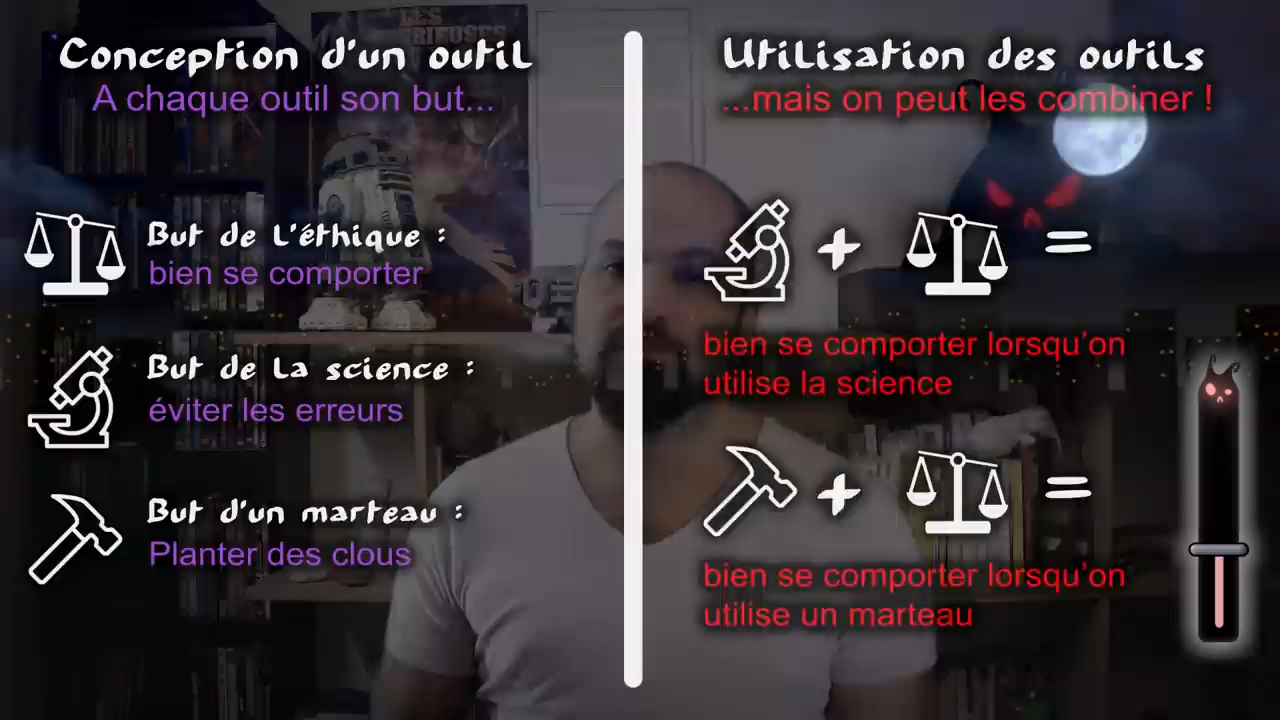 Conception d'un outil
A chaque outil son but...
But de l'éthique :
bien se comporter
But de la science :
éviter les erreurs
But d'un marteau :
Planter des clous
Utilisation des outils
...mais on peut les combiner !
+ =
bien se comporter lorsqu'on
utilise la science
+ =
bien se comporter lorsqu'on
utilise un marteau
LES